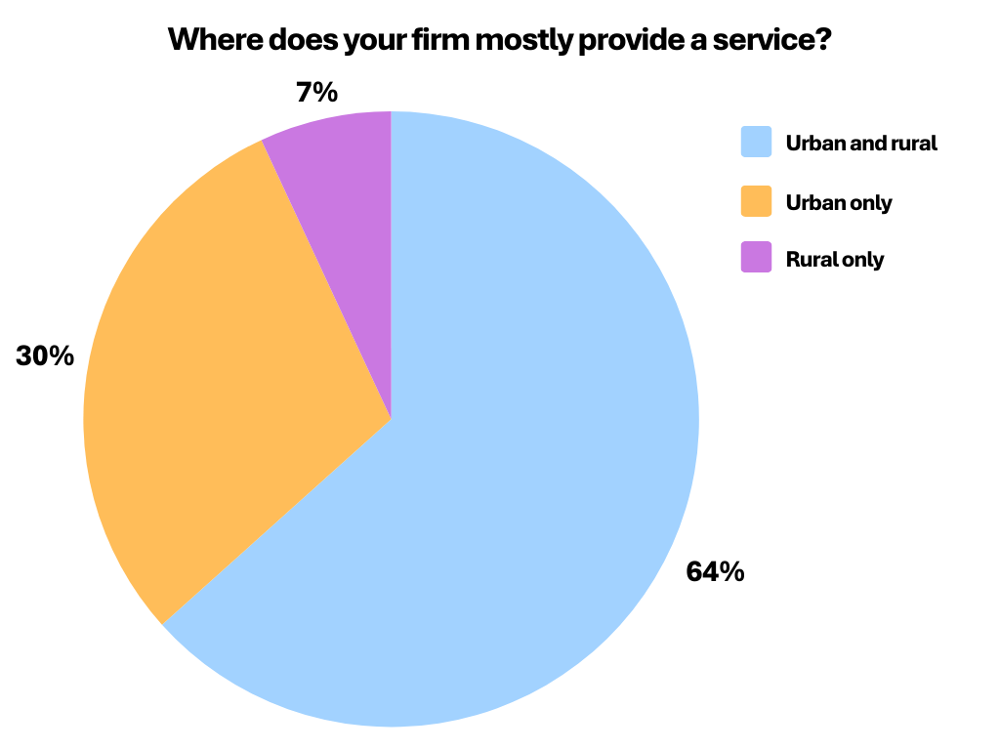 Where does your firm mostly provide a service?
7%
Urban and rural
Urban only
Rural only
30%
64%